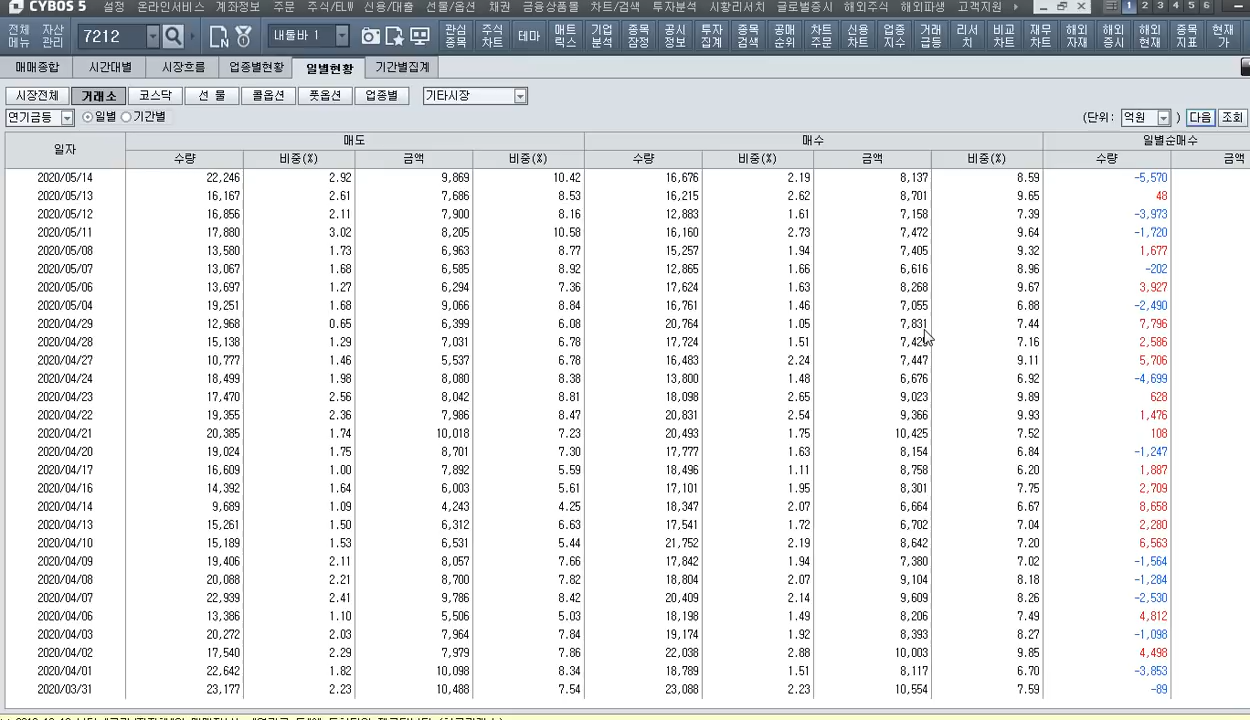 CYBOS 5 설정 온라인서비스 계좌정보 주문 주식/ELW 신용/대출 선물/옵션 채권 금융상품몰 차트/검색 투자분석 시황리서치 글로벌증시 해외주식 해외파생 고객지원 1 2 3 4 5 6
전체메뉴 자산관리 7212 내툴바 1 관심종목 주식차트 테마 매트릭스 기업분석 종목잠정 공시정보 투자집계 종목검색 공매순위 차트주문 신용차트 업종지수 거래급등 리서치 비교차트 재무차트 해외자재 해외증시 해외현재 종목지표 현재가
매매종합 시장대별 시장흐름 업종별현황 일별현황 기간별집계
시장전체 거래소 코스닥 선 물 콜옵션 풋옵션 업종별 기타시장
연기금등 일별 기간별 (단위: 억원 ) 다음 조회
일자 매도 매수 일별순매수
수량 비중(%) 금액 비중(%) 수량 비중(%) 금액 비중(%) 수량 금액
2020/05/14 22,246 2.92 9,869 10.42 16,676 2.19 8,137 8.59 -5,570
2020/05/13 16,167 2.61 7,686 8.53 16,215 2.62 8,701 9.65 48
2020/05/12 16,856 2.11 7,900 8.16 12,883 1.61 7,158 7.39 -3,973
2020/05/11 17,880 3.02 8,205 10.58 16,160 2.73 7,472 9.64 -1,720
2020/05/08 13,580 1.73 6,963 8.77 15,257 1.94 7,405 9.32 1,677
2020/05/07 13,067 1.68 6,585 8.92 12,865 1.66 6,616 8.96 -202
2020/05/06 13,697 1.27 6,294 7.36 17,624 1.63 8,268 9.67 3,927
2020/05/04 19,251 1.68 9,066 8.84 16,761 1.46 7,055 6.88 -2,490
2020/04/29 12,968 0.65 6,399 6.08 20,764 1.05 7,831 7.44 7,796
2020/04/28 15,138 1.29 7,031 6.78 17,724 1.51 7.16 2,586
2020/04/27 10,777 1.46 5,537 6.78 16,483 2.24 7,447 9.11 5,706
2020/04/24 18,499 1.98 8,080 8.38 13,800 1.48 6,676 6.92 -4,699
2020/04/23 17,470 2.56 8,042 8.81 18,098 2.65 9,023 9.89 628
2020/04/22 19,355 2.36 7,986 8.47 20,831 2.54 9,366 9.93 1,476
2020/04/21 20,385 1.74 10,018 7.23 20,493 1.75 10,425 7.52 108
2020/04/20 19,024 1.75 8,701 7.30 17,777 1.63 8,154 6.84 -1,247
2020/04/17 16,609 1.00 7,892 5.59 18,496 1.11 8,758 6.20 1,887
2020/04/16 14,392 1.64 6,003 5.61 17,101 1.95 8,301 7.75 2,709
2020/04/14 9,689 1.09 4,243 4.25 18,347 2.07 6,664 6.67 8,658
2020/04/13 15,261 1.50 6,312 6.63 17,541 1.72 6,702 7.04 2,280
2020/04/10 15,189 1.53 6,531 5.44 21,752 2.19 8,642 7.20 6,563
2020/04/09 19,406 2.11 8,057 7.66 17,842 1.94 7,380 7.02 -1,564
2020/04/08 20,088 2.21 8,700 7.82 18,804 2.07 9,104 8.18 -1,284
2020/04/07 22,939 2.41 9,786 8.42 20,409 2.14 9,609 8.26 -2,530
2020/04/06 13,386 1.10 5,506 5.03 18,198 1.49 8,206 7.49 4,812
2020/04/03 20,272 2.03 7,964 7.84 19,174 1.92 8,393 8.27 -1,098
2020/04/02 17,540 2.29 7,979 7.86 22,038 2.88 10,003 9.85 4,498
2020/04/01 22,642 1.82 10,098 8.34 18,789 1.51 8,117 6.70 -3,853
2020/03/31 23,177 2.23 10,488 7.54 23,088 2.23 10,554 7.59 -89